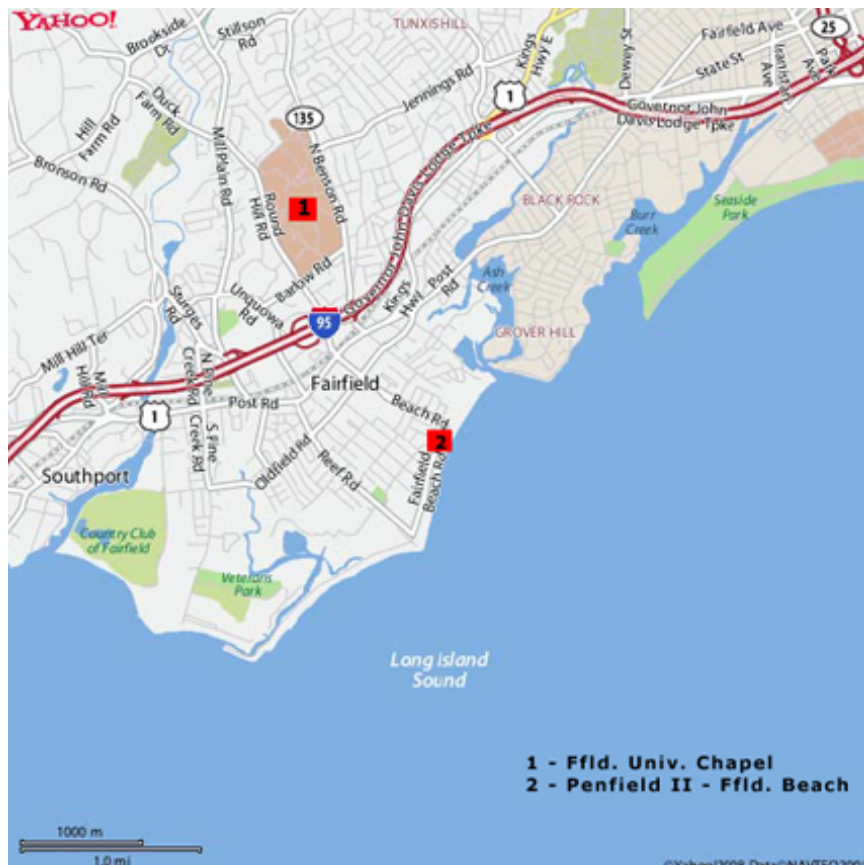 YAHOO!
Brookside
Dr
Stillson
Rd
TUNXIS HILL
Kings
Hwy E
Dewey St
Fairfield Ave
State St
Iranistan
Ave
Park
Ave
25
Jennings Rd
1
Governor John
Davis Lodge Tpke
Duck
Farm Rd
Hill
Farm Rd
Bronson Rd
Mill Plain Rd
135
N Benson Rd
Round
Hill Rd
1
Governor John Davis Lodge Tpke
BLACK ROCK
Burr
Creek
Seaside
Park
Barlow Rd
Unquowa
Rd
Sturges
Rd
Kings
Hwy
Post
Rd
Ash
Creek
GROVER HILL
95
Mill Hill Ter
Mill
Hill Rd
N Pine
Creek Rd
Fairfield
1
Post Rd
Beach Rd
2
S Pine
Creek Rd
Oldfield Rd
Reef Rd
Fairfield
Beach Rd
Southport
Country Club
of Fairfield
Veterans
Park
Long island
Sound
1 - Ffld. Univ. Chapel
2 - Penfield II - Ffld. Beach
1000 m
1.0 mi